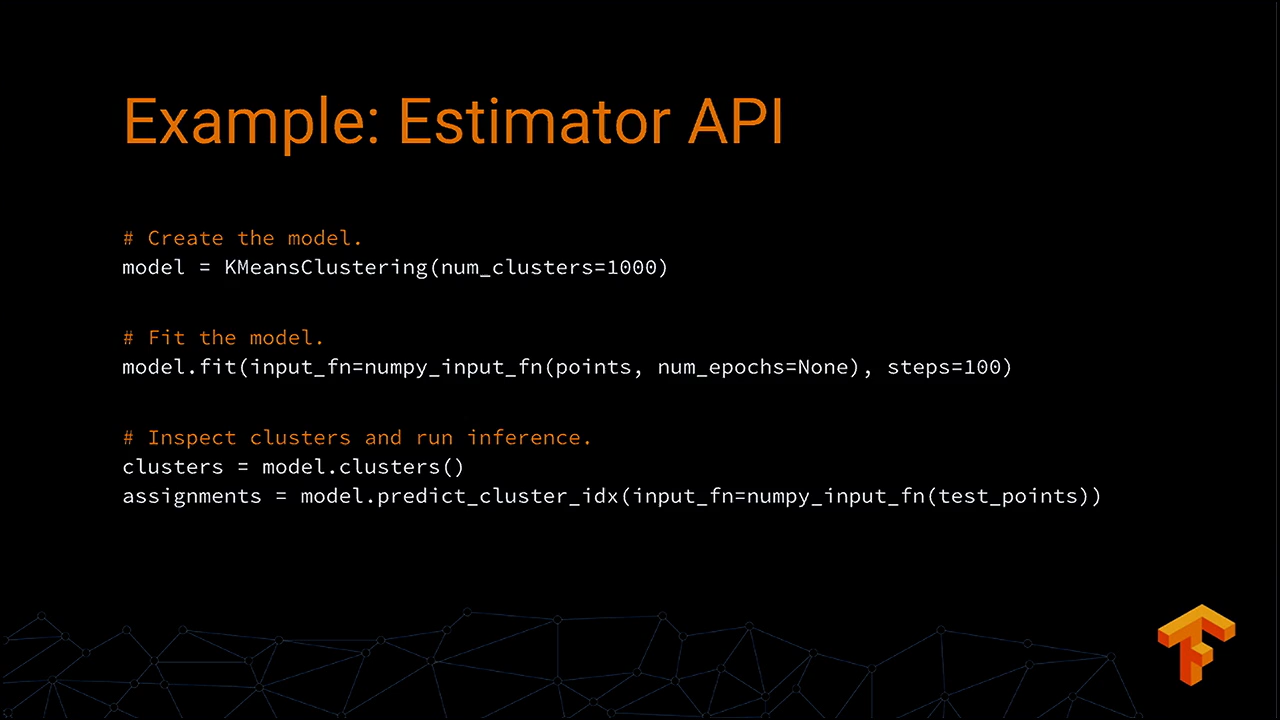 Example: Estimator API
# Create the model.
model = KMeansClustering(num_clusters=1000)
# Fit the model.
model.fit(input_fn=numpy_input_fn(points, num_epochs=None), steps=100)
# Inspect clusters and run inference.
clusters = model.clusters()
assignments = model.predict_cluster_idx(input_fn=numpy_input_fn(test_points))